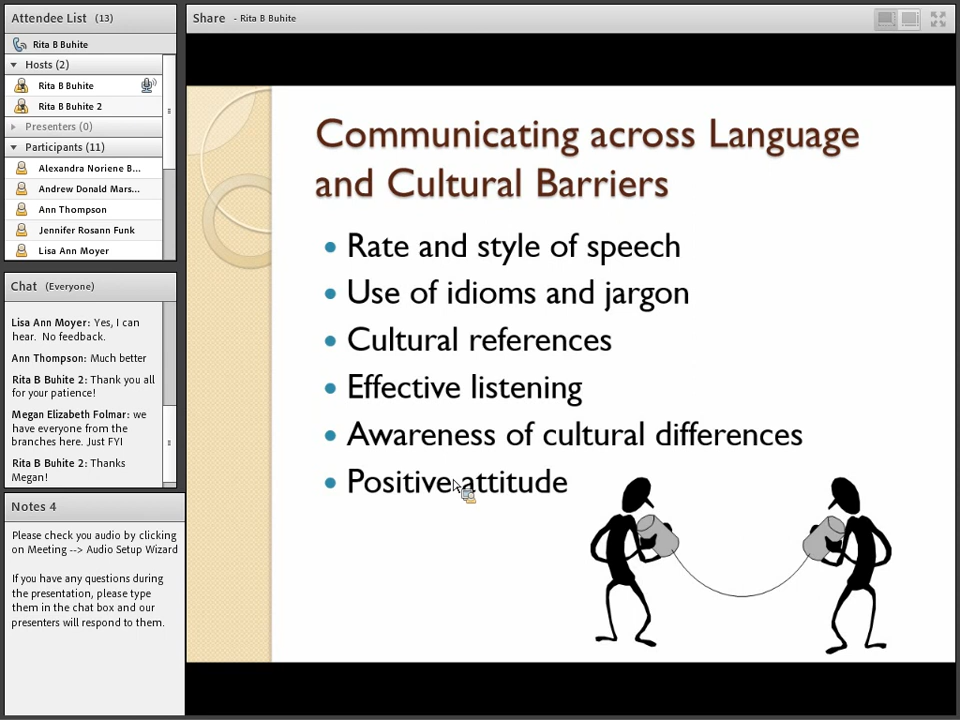 Attendee List (13)
Rita B Buhite
Hosts (2)
Rita B Buhite
Rita B Buhite 2
Presenters (0)
Participants (11)
Alexandra Noriene B...
Andrew Donald Mars...
Ann Thompson
Jennifer Rosann Funk
Lisa Ann Moyer
Chat (Everyone)
Lisa Ann Moyer: Yes, I can
hear. No feedback.
Ann Thompson: Much better
Rita B Buhite 2: Thank you all
for your patience!
Megan Elizabeth Folmar: we
have everyone from the
branches here. Just FYI
Rita B Buhite 2: Thanks
Megan!
Notes 4
Please check you audio by clicking
on Meeting --> Audio Setup Wizard
If you have any questions during
the presentation, please type
them in the chat box and our
presenters will respond to them.
Share - Rita B Buhite
Communicating across Language
and Cultural Barriers
• Rate and style of speech
• Use of idioms and jargon
• Cultural references
• Effective listening
• Awareness of cultural differences
• Positive attitude